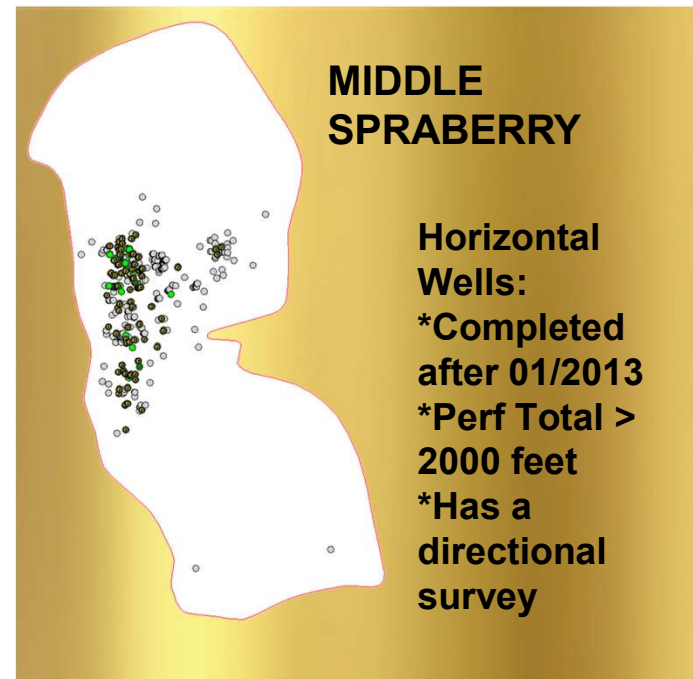 MIDDLE
SPRABERRY
Horizontal
Wells:
*Completed
after 01/2013
*Perf Total >
2000 feet
*Has a
directional
survey